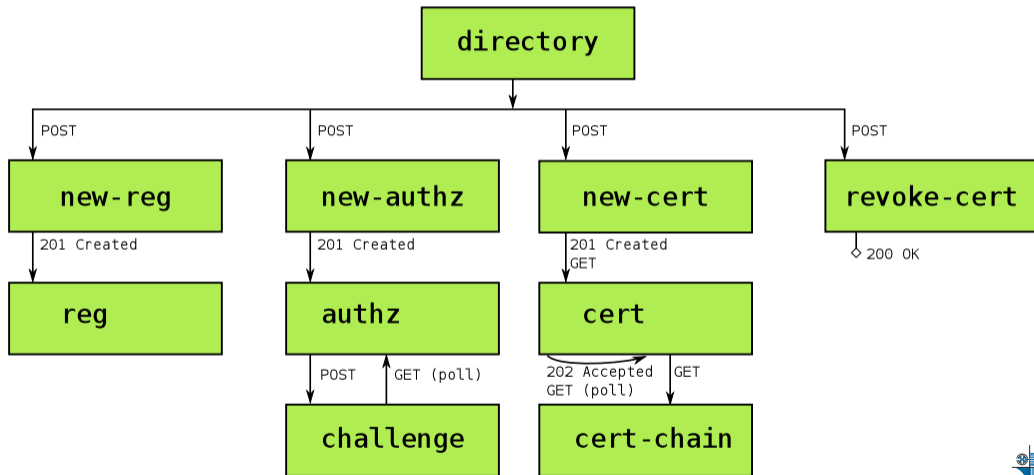 directory
POST
POST
POST
POST
new-reg
new-authz
new-cert
revoke-cert
201 Created
201 Created
201 Created
GET
200 OK
reg
authz
cert
POST
GET (poll)
202 Accepted
GET (poll)
GET
challenge
cert-chain